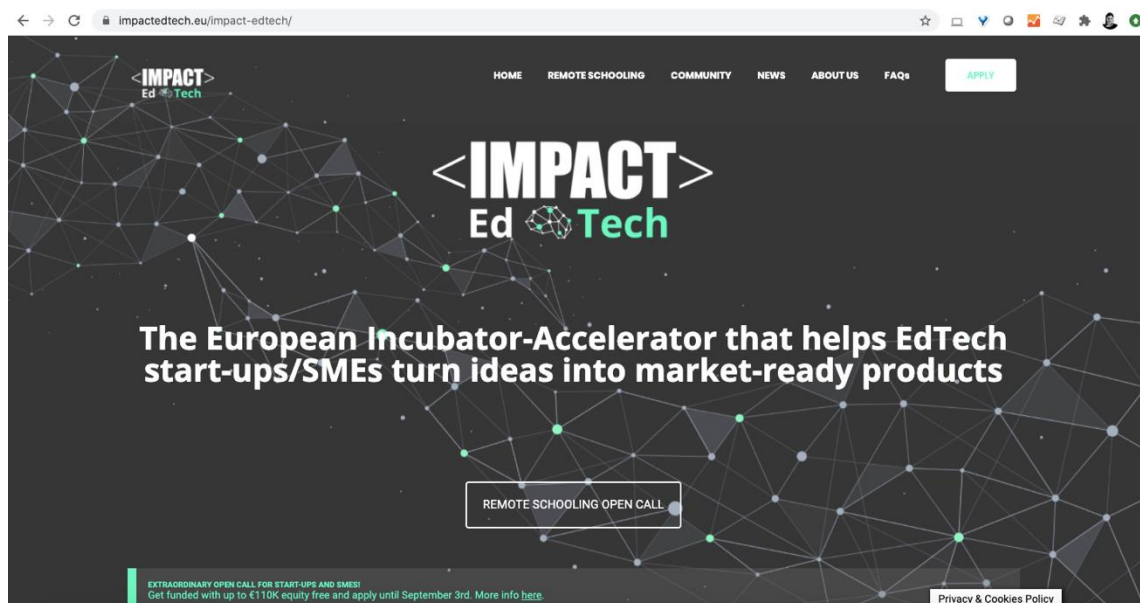 impactedtech.eu/impact-edtech/
<IMPACT>
Ed Tech
HOME REMOTE SCHOOLING COMMUNITY NEWS ABOUT US FAQs APPLY
<IMPACT>
Ed Tech
The European Incubator-Accelerator that helps EdTech
start-ups/SMEs turn ideas into market-ready products
REMOTE SCHOOLING OPEN CALL
EXTRAORDINARY OPEN CALL FOR START-UPS AND SMES!
Get funded with up to €110K equity free and apply until September 3rd. More info here.
Privacy & Cookies Policy